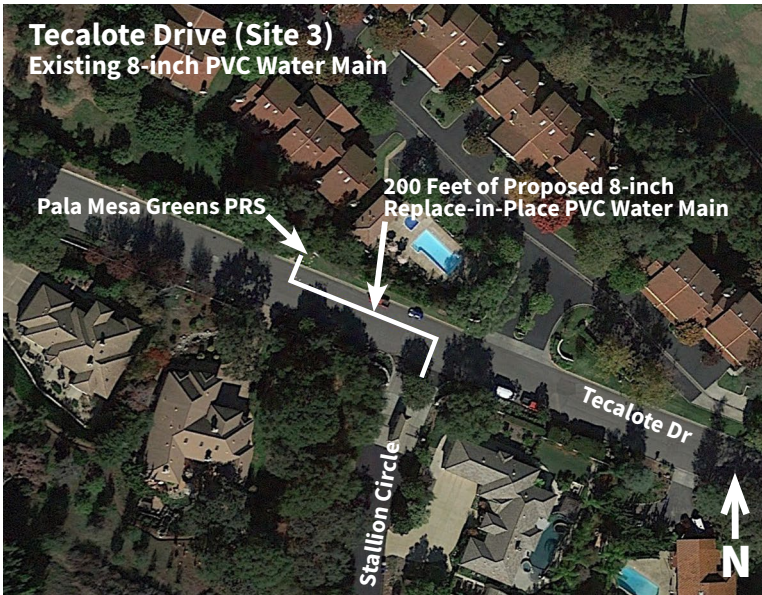 Tecalote Drive (Site 3)
Existing 8-inch PVC Water Main
200 Feet of Proposed 8-inch
Replace-in-Place PVC Water Main
Pala Mesa Greens PRS
Tecalote Dr
Stallion Circle
N